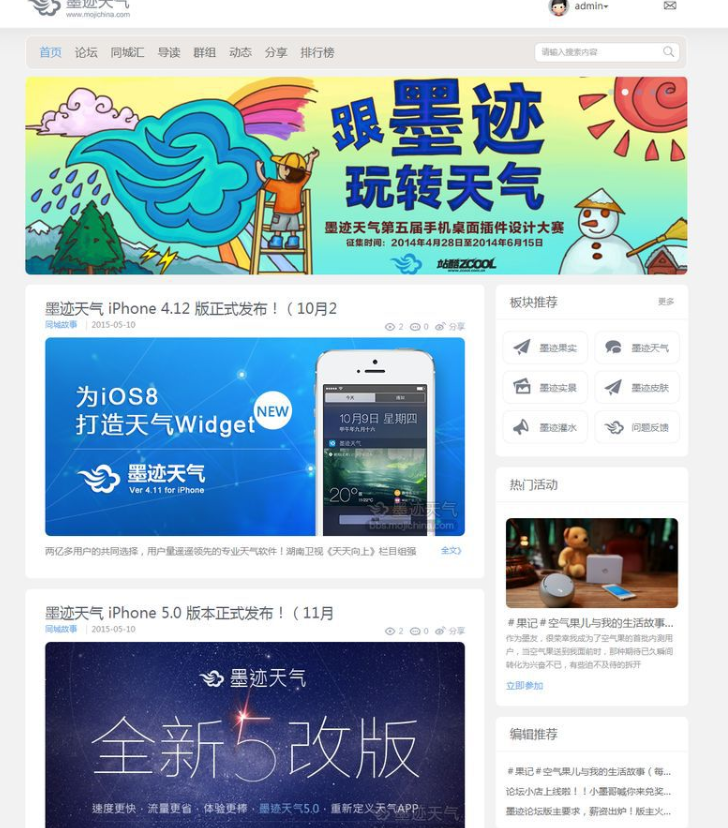 墨迹天气
www.mojichina.com
admin
首页 论坛 同城汇 导读 群组 动态 分享 排行榜
请输入搜索内容
跟墨迹
玩转天气
墨迹天气第五届手机桌面插件设计大赛
征集时间：2014年4月28日至2014年6月15日
站酷ZCOOL
墨迹天气 iPhone 4.12 版正式发布！（10月2
同城故事 2015-05-10
2 0 分享
为iOS8
打造天气Widget
NEW
墨迹天气
Ver 4.11 for iPhone
10月9日 星期四
墨迹天气
20°
墨迹天气
bbs.mojichina.com
两亿多用户的共同选择，用户量遥遥领先的专业天气软件！湖南卫视《天天向上》栏目组强
全文》
墨迹天气 iPhone 5.0 版本正式发布！（11月
同城故事 2015-05-10
2 0 分享
墨迹天气
全新5改版
速度更快 · 流量更省 · 体验更棒 · 墨迹天气5.0 · 重新定义天气APP
墨迹天气
板块推荐
更多
墨迹果实 墨迹天气
墨迹实景 墨迹皮肤
墨迹灌水 问题反馈
热门活动
＃果记＃空气果儿与我的生活故事...
作为墨友，很荣幸我成为了空气果的首批内测用
户，当空气果送到我面前时，那种期待已久瞬间
转化为兴奋不已，有些迫不及待的拆开
立即参加
编辑推荐
＃果记＃空气果儿与我的生活故事（每...
论坛小店上线啦！！小墨哥喊你来兑奖...
墨迹论坛版主要求，薪资出炉！版主火...